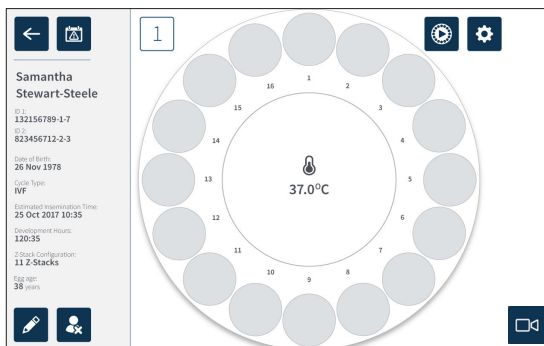 Samantha
Stewart-Steele
ID 1:
132156789-1-7
ID 2:
823456712-2-3
Date of Birth:
26 Nov 1978
Cycle Type:
IVF
Estimated Insemination Time:
25 Oct 2017 10:35
Development Hours:
120:35
Z-Stack Configuration:
11 Z-Stacks
Egg age:
38 years
1
1
2
3
4
5
6
7
8
9
10
11
12
13
14
15
16
37.0°C